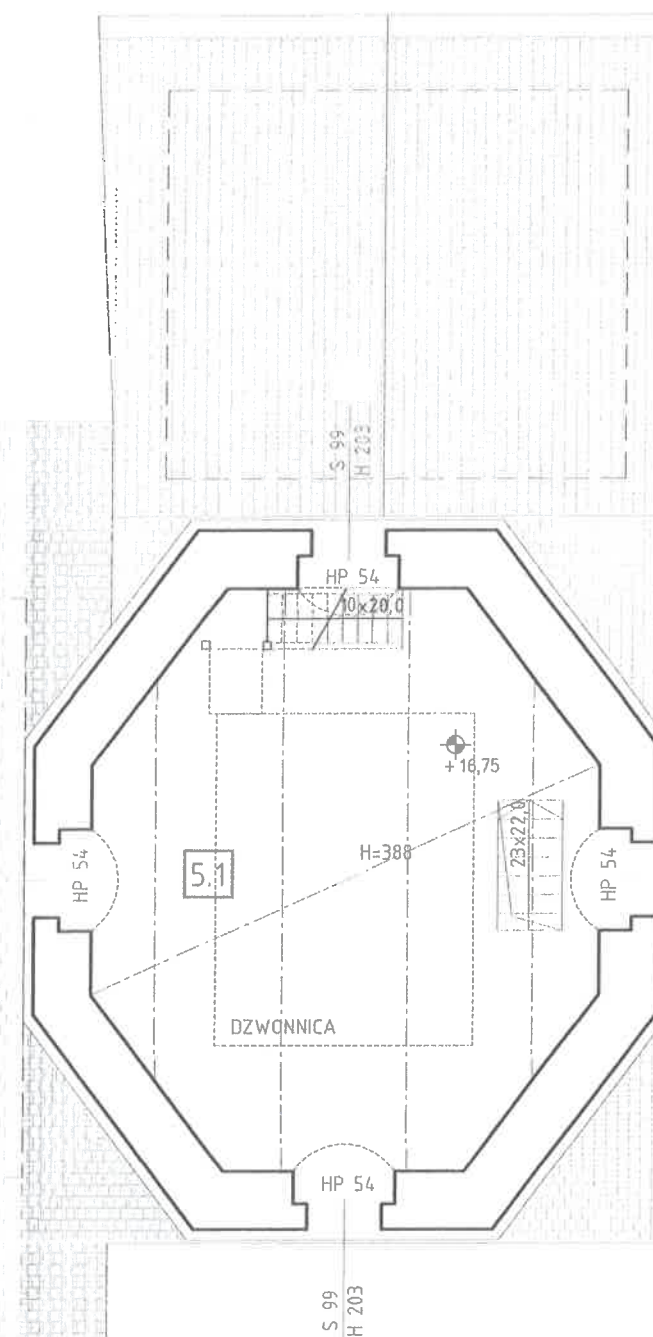 S 99
H 203
HP 54
10x20,0
+16,75
23x22,0
H=388
5.1
HP 54
HP 54
DZWONNICA
HP 54
S 99
H 203